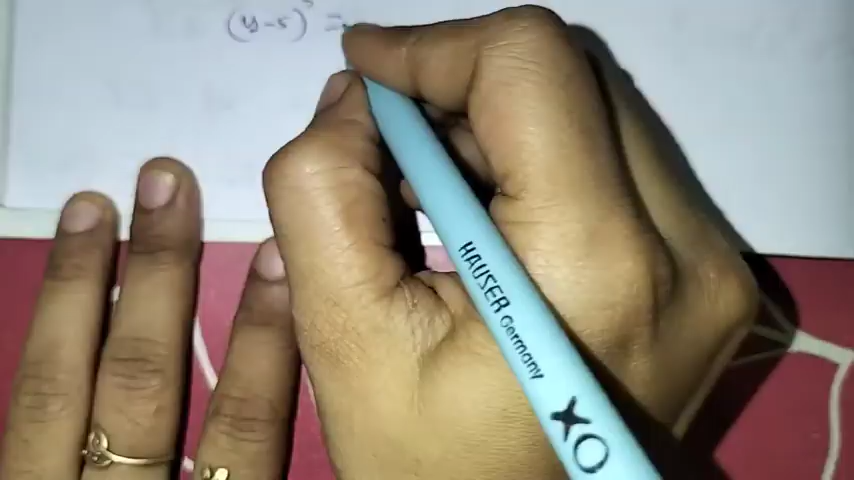 (y-5)³ =
HAUSER Germany XO